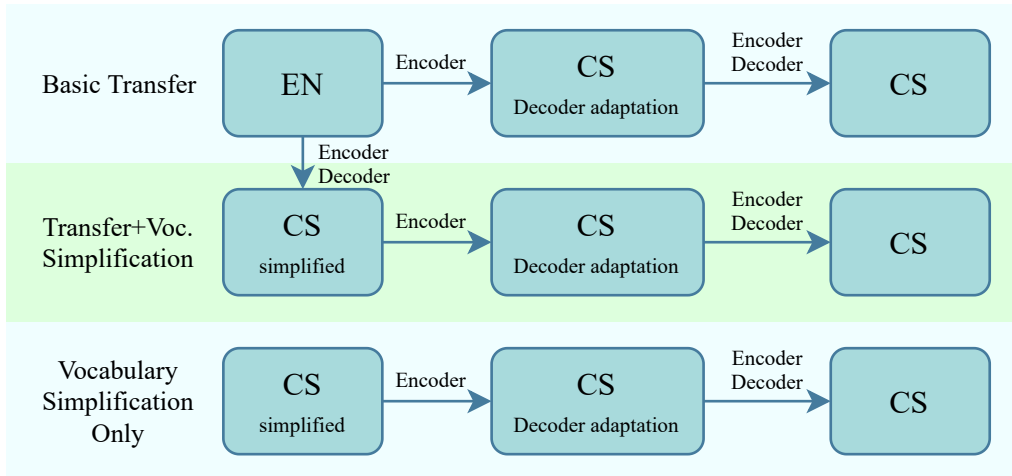 Basic Transfer
EN
Encoder
CS
Decoder adaptation
Encoder
Decoder
CS
Encoder
Decoder
Transfer+Voc.
Simplification
CS
simplified
Encoder
CS
Decoder adaptation
Encoder
Decoder
CS
Vocabulary
Simplification
Only
CS
simplified
Encoder
CS
Decoder adaptation
Encoder
Decoder
CS